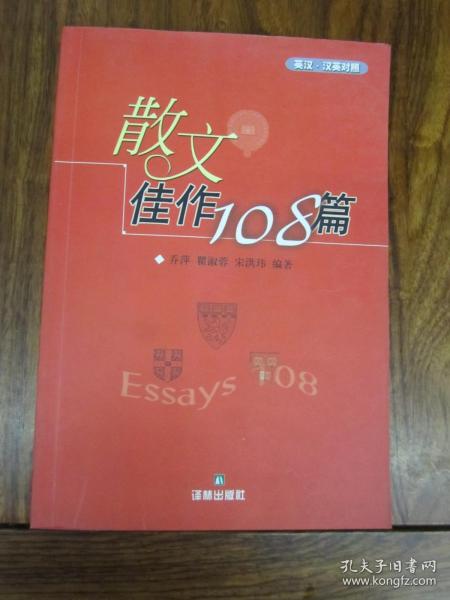 英汉·汉英对照
散文
佳作108篇
乔萍 瞿淑蓉 宋洪玮 编著
Essays 108
译林出版社
孔夫子旧书网
www.kongfz.com